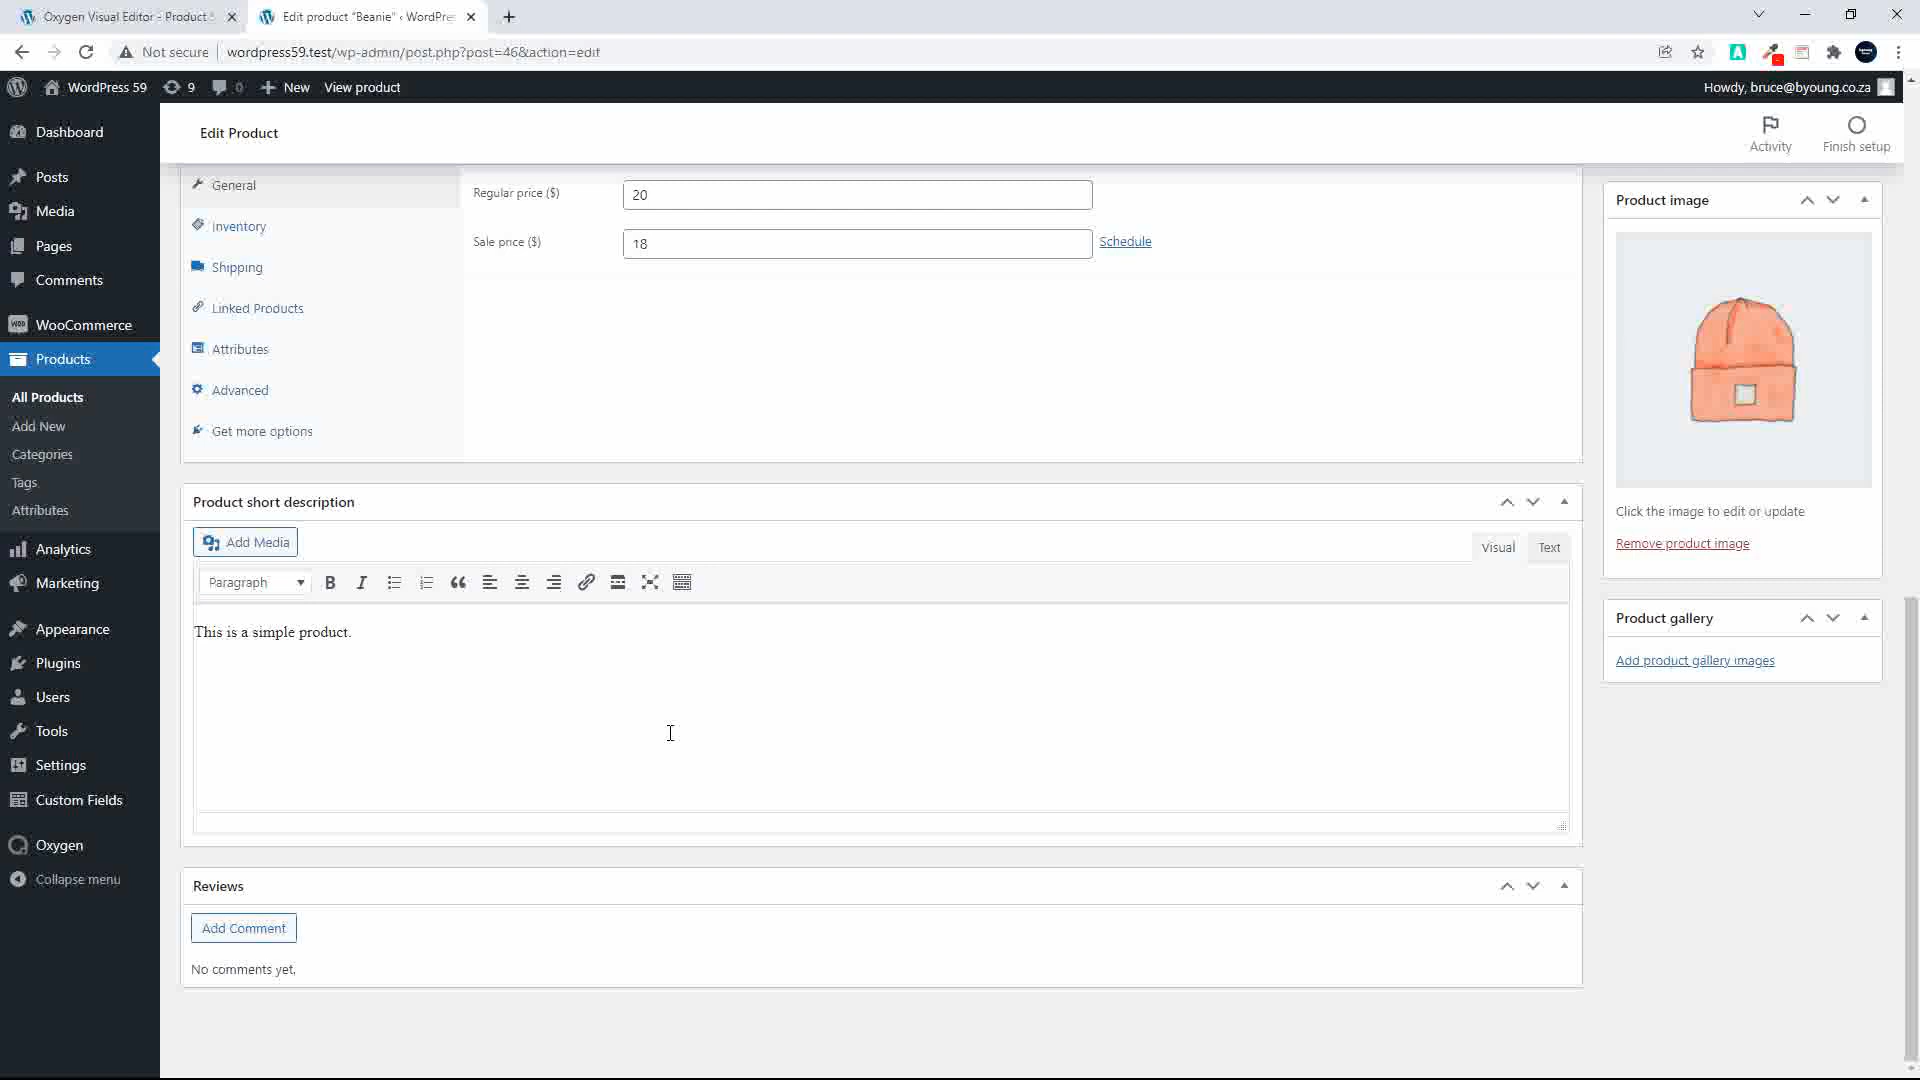 Oxygen Visual Editor - Product S
Edit product "Beanie" ‹ WordPre
Not secure
wordpress59.test/wp-admin/post.php?post=46&action=edit
WordPress 59
9
0
New
View product
Howdy, bruce@byoung.co.za
Dashboard
Posts
Media
Pages
Comments
WooCommerce
Products
All Products
Add New
Categories
Tags
Attributes
Analytics
Marketing
Appearance
Plugins
Users
Tools
Settings
Custom Fields
Oxygen
Collapse menu
Edit Product
Activity
Finish setup
General
Inventory
Shipping
Linked Products
Attributes
Advanced
Get more options
Regular price ($)
20
Sale price ($)
18
Schedule
Product short description
Add Media
Visual
Text
Paragraph
This is a simple product.
Reviews
Add Comment
No comments yet.
Product image
Click the image to edit or update
Remove product image
Product gallery
Add product gallery images